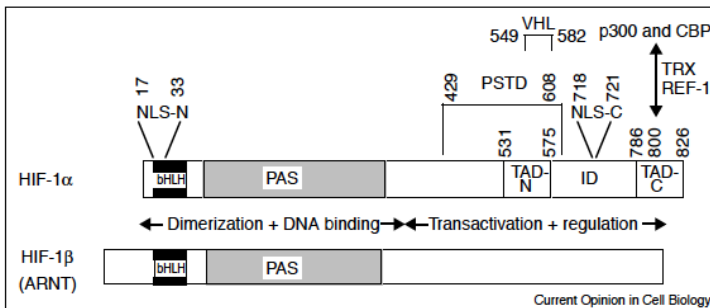 VHL
549 582 p300 and CBP
17 33 429 PSTD 608 718 721 TRX
REF-1
NLS-N NLS-C
531 575 786 800 826
HIF-1α bHLH PAS TAD-N ID TAD-C
Dimerization + DNA binding Transactivation + regulation
HIF-1β bHLH PAS
(ARNT)
Current Opinion in Cell Biology